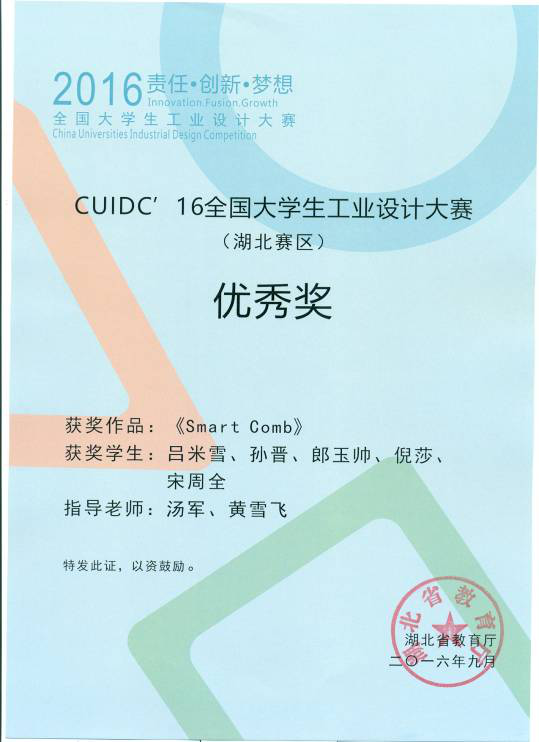 2016责任·创新·梦想
Innovation.Fusion.Growth
全国大学生工业设计大赛
China Universities Industrial Design Competition
CUIDC' 16全国大学生工业设计大赛
（湖北赛区）
优秀奖
获奖作品：《Smart Comb》
获奖学生：吕米雪、孙晋、郎玉帅、倪莎、
宋周全
指导老师：汤军、黄雪飞
特发此证，以资鼓励。
湖北省教育厅
湖北省教育厅
二〇一六年九月